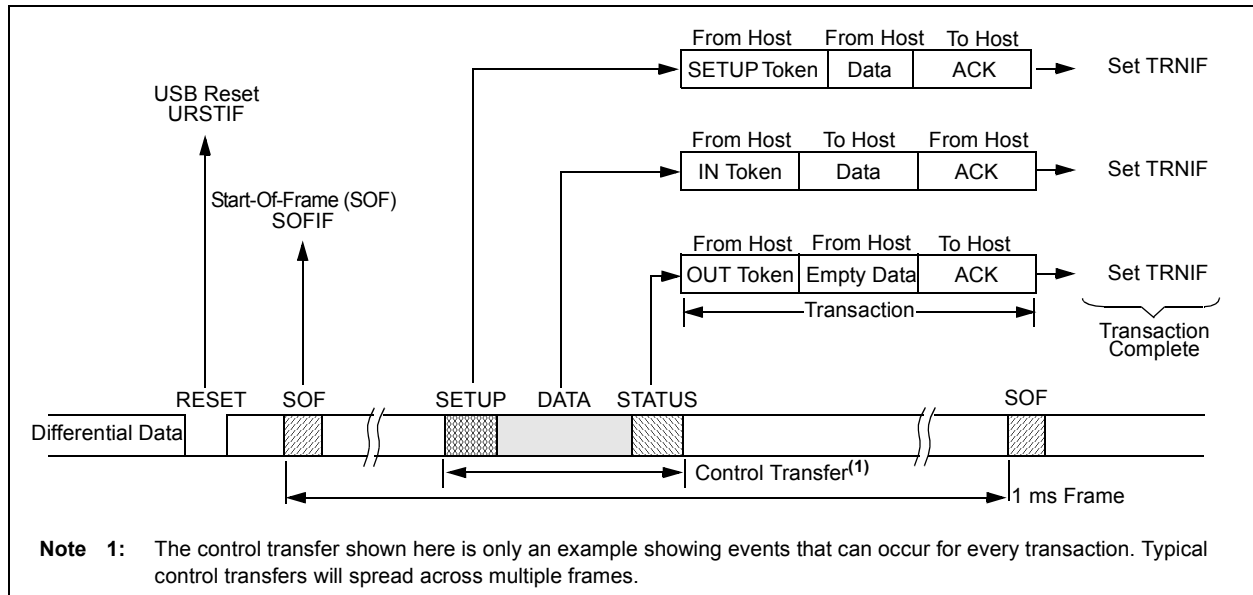 From Host From Host To Host
SETUP Token Data ACK Set TRNIF
USB Reset
URSTIF
From Host To Host From Host
IN Token Data ACK Set TRNIF
Start-Of-Frame (SOF)
SOFIF
From Host From Host To Host
OUT Token Empty Data ACK Set TRNIF
Transaction
Transaction
Complete
RESET SOF SETUP DATA STATUS SOF
Differential Data
Control Transfer(1)
1 ms Frame
Note 1: The control transfer shown here is only an example showing events that can occur for every transaction. Typical
control transfers will spread across multiple frames.